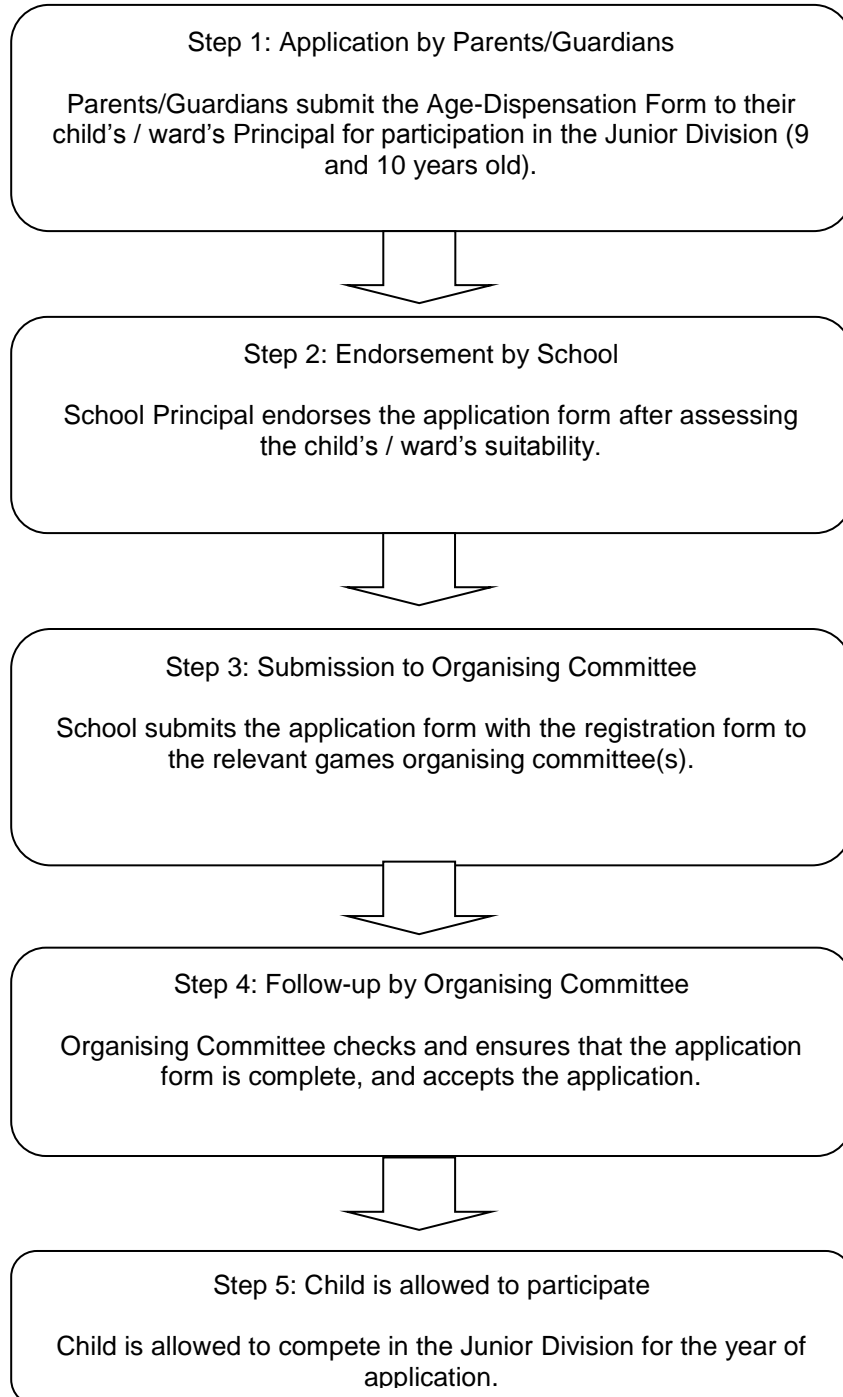 Step 1: Application by Parents/Guardians
Parents/Guardians submit the Age-Dispensation Form to their
child’s / ward’s Principal for participation in the Junior Division (9
and 10 years old).
Step 2: Endorsement by School
School Principal endorses the application form after assessing
the child’s / ward’s suitability.
Step 3: Submission to Organising Committee
School submits the application form with the registration form to
the relevant games organising committee(s).
Step 4: Follow-up by Organising Committee
Organising Committee checks and ensures that the application
form is complete, and accepts the application.
Step 5: Child is allowed to participate
Child is allowed to compete in the Junior Division for the year of
application.